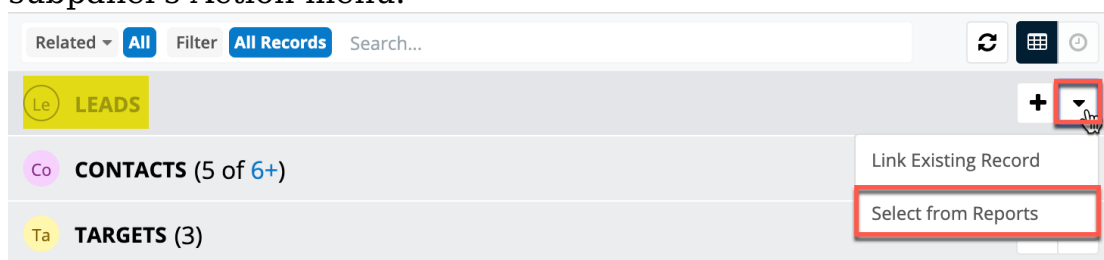 subpanel's Action menu.
Related All Filter All Records Search...
Le LEADS
Co CONTACTS (5 of 6+)
Link Existing Record
Select from Reports
Ta TARGETS (3)